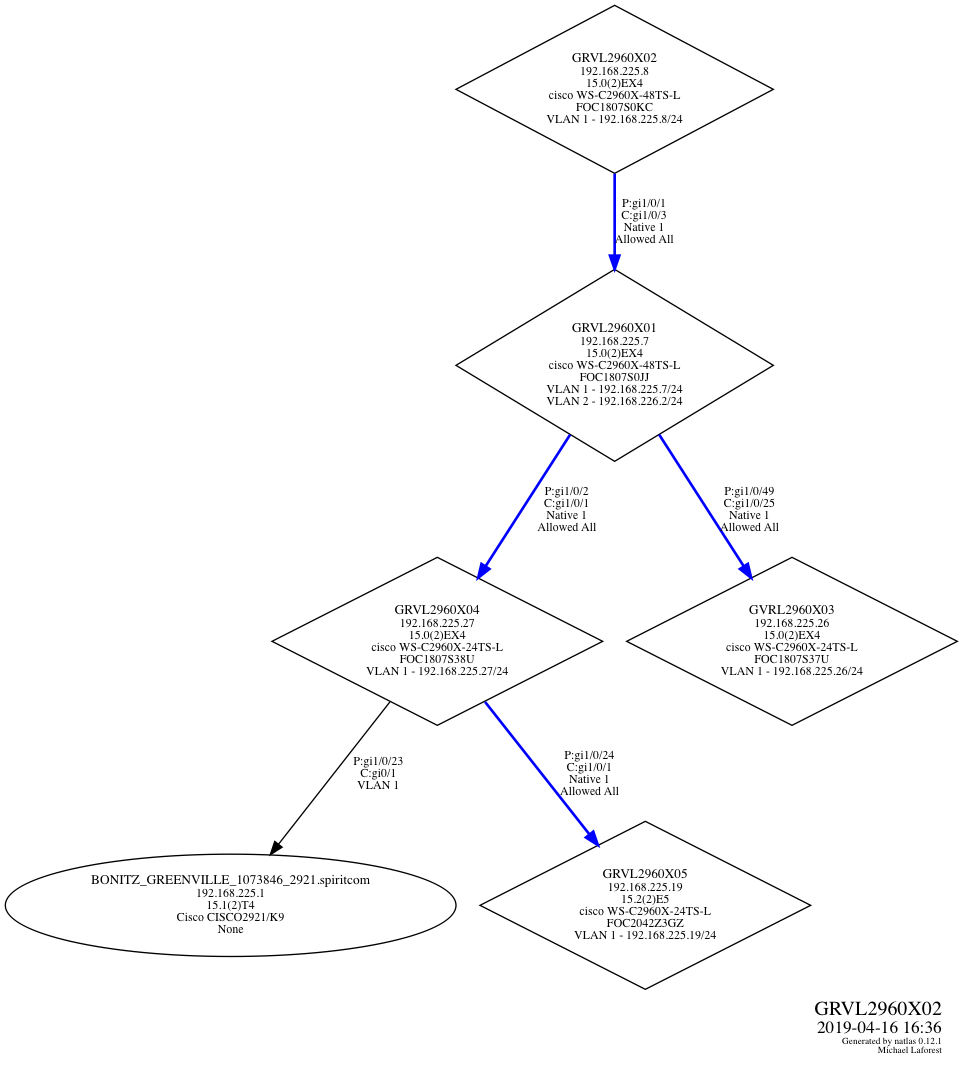 GRVL2960X02
192.168.225.8
15.0(2)EX4
cisco WS-C2960X-48TS-L
FOC1807S0KC
VLAN 1 - 192.168.225.8/24
P:gi1/0/1
C:gi1/0/3
Native 1
Allowed All
GRVL2960X01
192.168.225.7
15.0(2)EX4
cisco WS-C2960X-48TS-L
FOC1807S0JJ
VLAN 1 - 192.168.225.7/24
VLAN 2 - 192.168.226.2/24
P:gi1/0/2
C:gi1/0/1
Native 1
Allowed All
P:gi1/0/49
C:gi1/0/25
Native 1
Allowed All
GRVL2960X04
192.168.225.27
15.0(2)EX4
cisco WS-C2960X-24TS-L
FOC1807S38U
VLAN 1 - 192.168.225.27/24
GVRL2960X03
192.168.225.26
15.0(2)EX4
cisco WS-C2960X-24TS-L
FOC1807S37U
VLAN 1 - 192.168.225.26/24
P:gi1/0/23
C:gi0/1
VLAN 1
P:gi1/0/24
C:gi1/0/1
Native 1
Allowed All
BONITZ_GREENVILLE_1073846_2921.spiritcom
192.168.225.1
15.1(2)T4
Cisco CISCO2921/K9
None
GRVL2960X05
192.168.225.19
15.2(2)E5
cisco WS-C2960X-24TS-L
FOC2042Z3GZ
VLAN 1 - 192.168.225.19/24
GRVL2960X02
2019-04-16 16:36
Generated by natlas 0.12.1
Michael Laforest